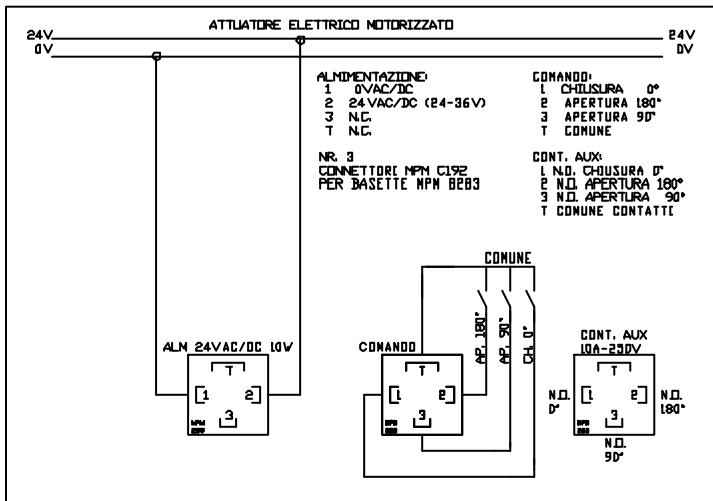 ATTUATORE ELETTRICO MOTORIZZATO
24V 24V
0V 0V
ALMIMENTAZIONE:
1 0VAC/DC
2 24VAC/DC (24-36V)
3 N.C.
T N.C.
NR. 3
CONNETTORI MPM C192
PER BASETTE MPM B283
COMANDO:
1 CHIUSURA 0°
2 APERTURA 180°
3 APERTURA 90°
T COMUNE
CONT. AUX:
1 N.O. CHIUSURA 0°
2 N.O. APERTURA 180°
3 N.O. APERTURA 90°
T COMUNE CONTATTI
COMUNE
AP. 180°
AP. 90°
CH. 0°
ALM 24VAC/DC 10W
T
1 2
3
MPM
COMANDO
T
1 2
3
CONT. AUX
10A-250V
T
1 2
3
N.O.
0°
N.O.
180°
N.O.
90°